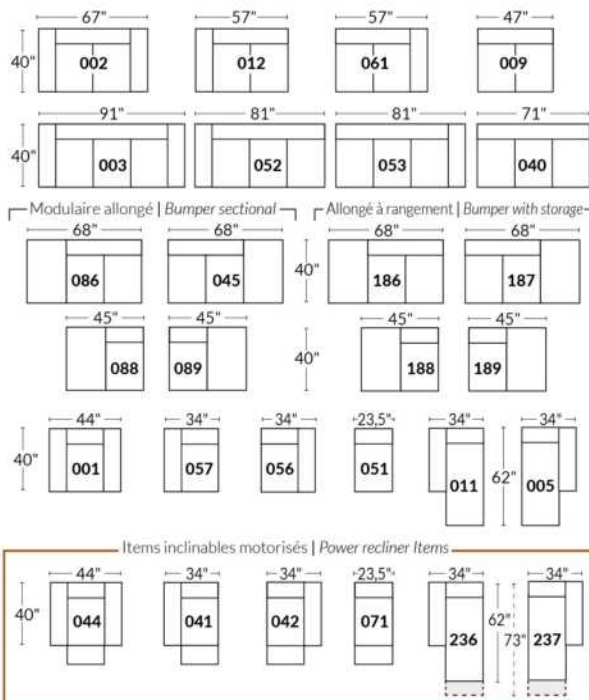 67" 57" 57" 47"
40" 002 012 061 009
91" 81" 81" 71"
40" 003 052 053 040
Modulaire allongé | Bumper sectional Allongé à rangement | Bumper with storage
68" 68" 68" 68"
086 045 40" 186 187
45" 45" 45" 45"
088 089 40" 188 189
44" 34" 34" 23,5" 34" 34"
40" 001 057 056 051 011 62" 005
Items inclinables motorisés | Power recliner Items
44" 34" 34" 23,5" 34" 34"
40" 044 041 042 071 236 62" 73" 237